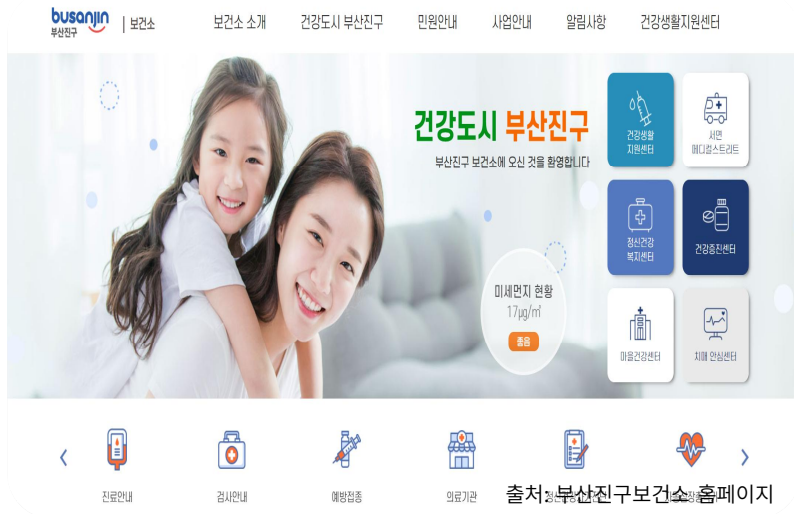 busanjin
부산진구
보건소
보건소 소개
건강도시 부산진구
민원안내
사업안내
알림사항
건강생활지원센터
건강도시 부산진구
부산진구 보건소에 오신 것을 환영합니다
미세먼지 현황
17㎍/㎥
좋음
건강생활
지원센터
서면
메디컬스트리트
정신건강
복지센터
건강증진센터
마을건강센터
치매 안심센터
진료안내
검사안내
예방접종
의료기관
출처: 부산진구보건소 홈페이지